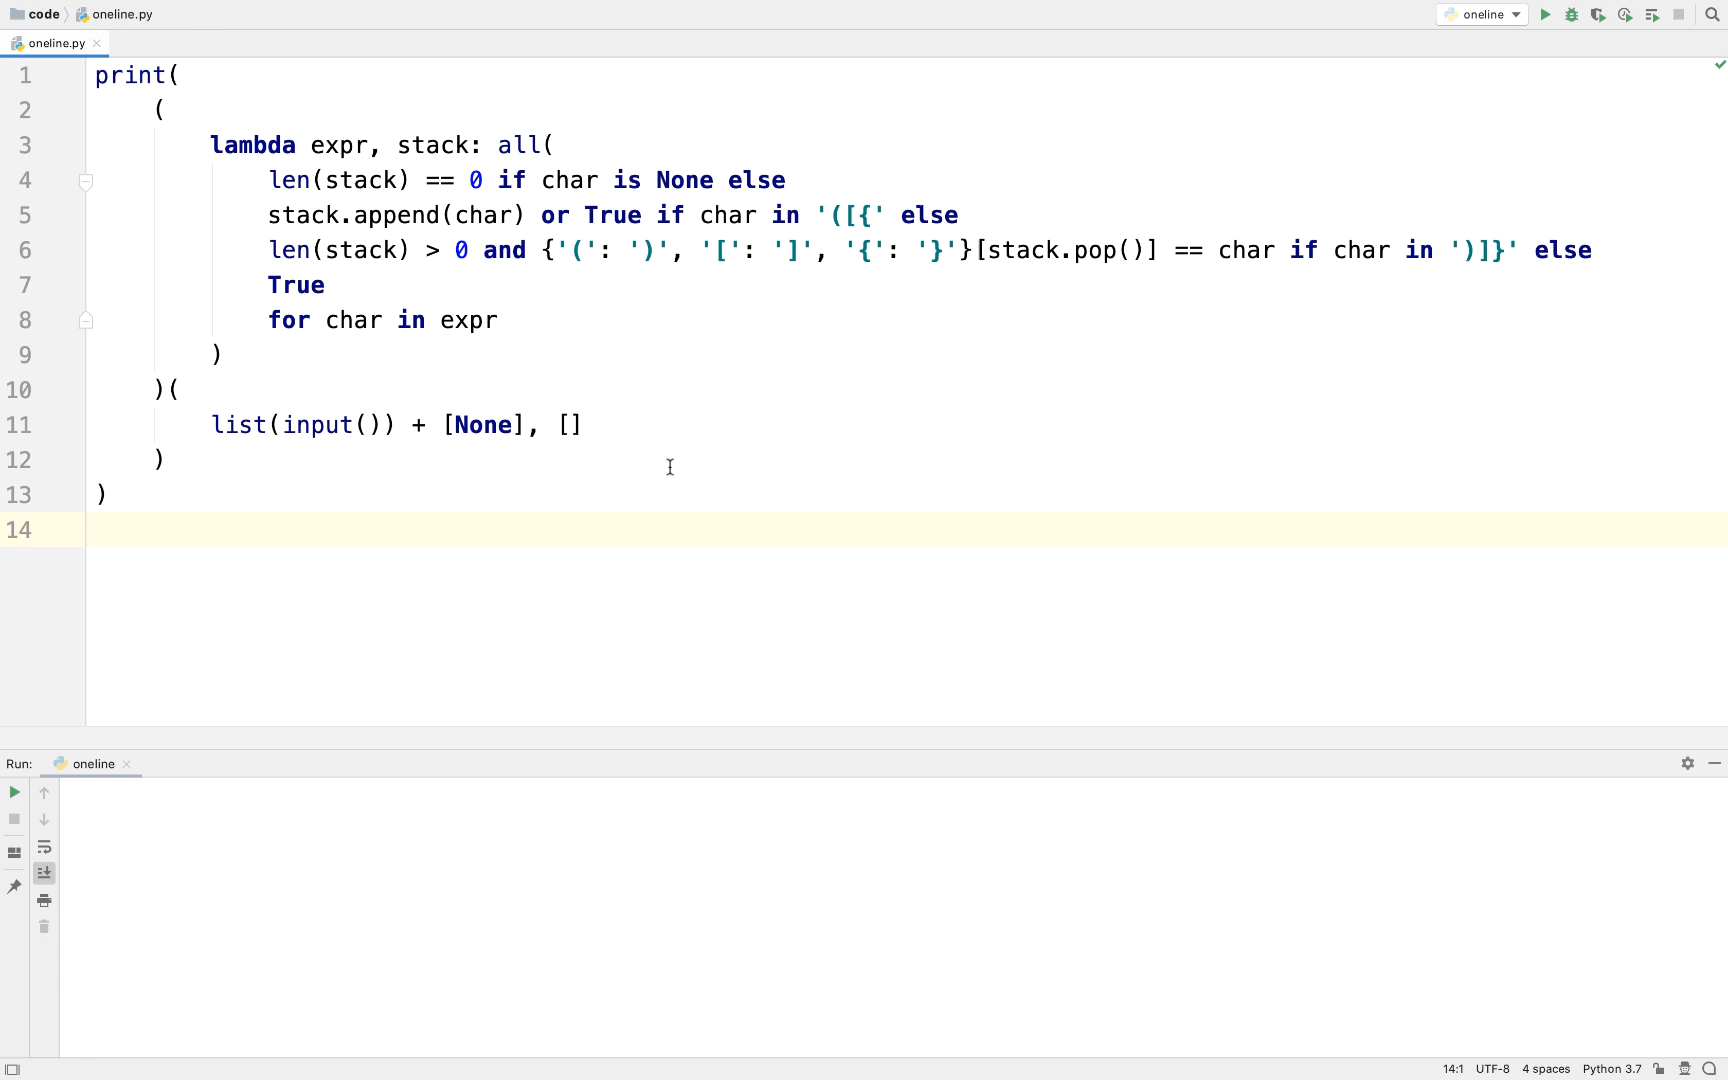 code oneline.py oneline
oneline.py
1 print(
2 (
3 lambda expr, stack: all(
4 len(stack) == 0 if char is None else
5 stack.append(char) or True if char in '([{' else
6 len(stack) > 0 and {'(': ')', '[': ']', '{': '}'}[stack.pop()] == char if char in ')]}' else
7 True
8 for char in expr
9 )
10 )(
11 list(input()) + [None], []
12 )
13 )
14
Run: oneline
14:1 UTF-8 4 spaces Python 3.7